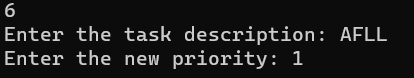 6
Enter the task description: AFLL
Enter the new priority: 1